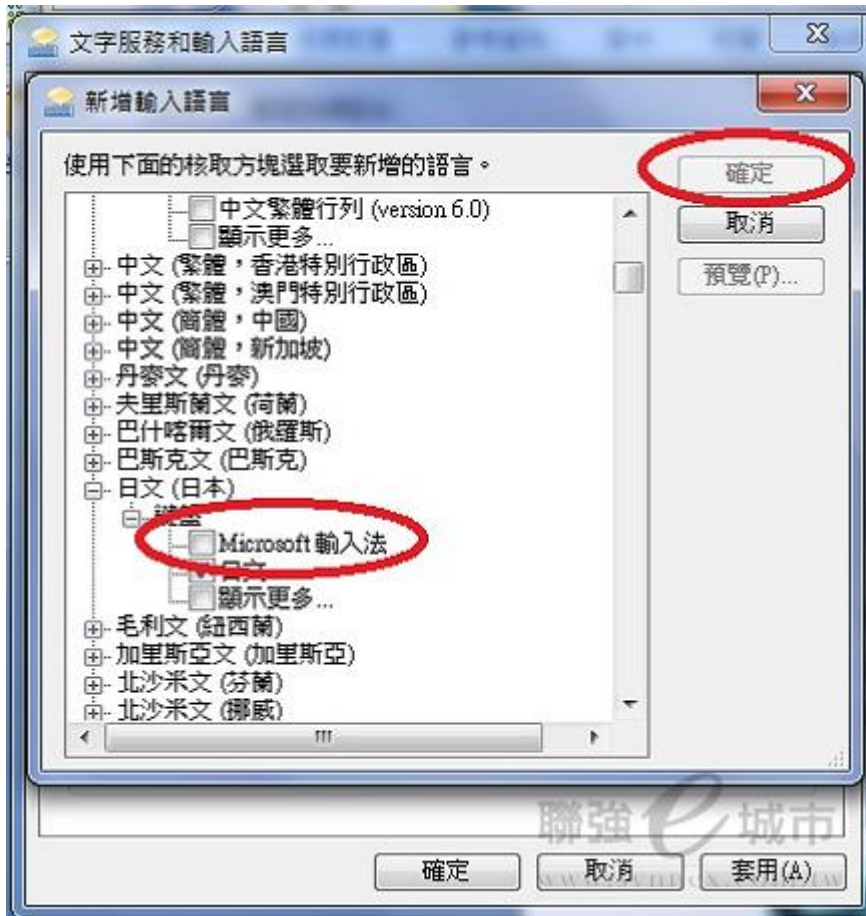 文字服務和輸入語言
新增輸入語言
使用下面的核取方塊選取要新增的語言。
確定
取消
預覽(P)...
中文繁體行列 (version 6.0)
顯示更多...
中文 (繁體，香港特別行政區)
中文 (繁體，澳門特別行政區)
中文 (簡體，中國)
中文 (簡體，新加坡)
丹麥文 (丹麥)
夫里斯蘭文 (荷蘭)
巴什喀爾文 (俄羅斯)
巴斯克文 (巴斯克)
日文 (日本)
鍵盤
Microsoft 輸入法
日文
顯示更多...
毛利文 (紐西蘭)
加里斯亞文 (加里斯亞)
北沙米文 (芬蘭)
北沙米文 (挪威)
聯強e城市
確定
取消
套用(A)